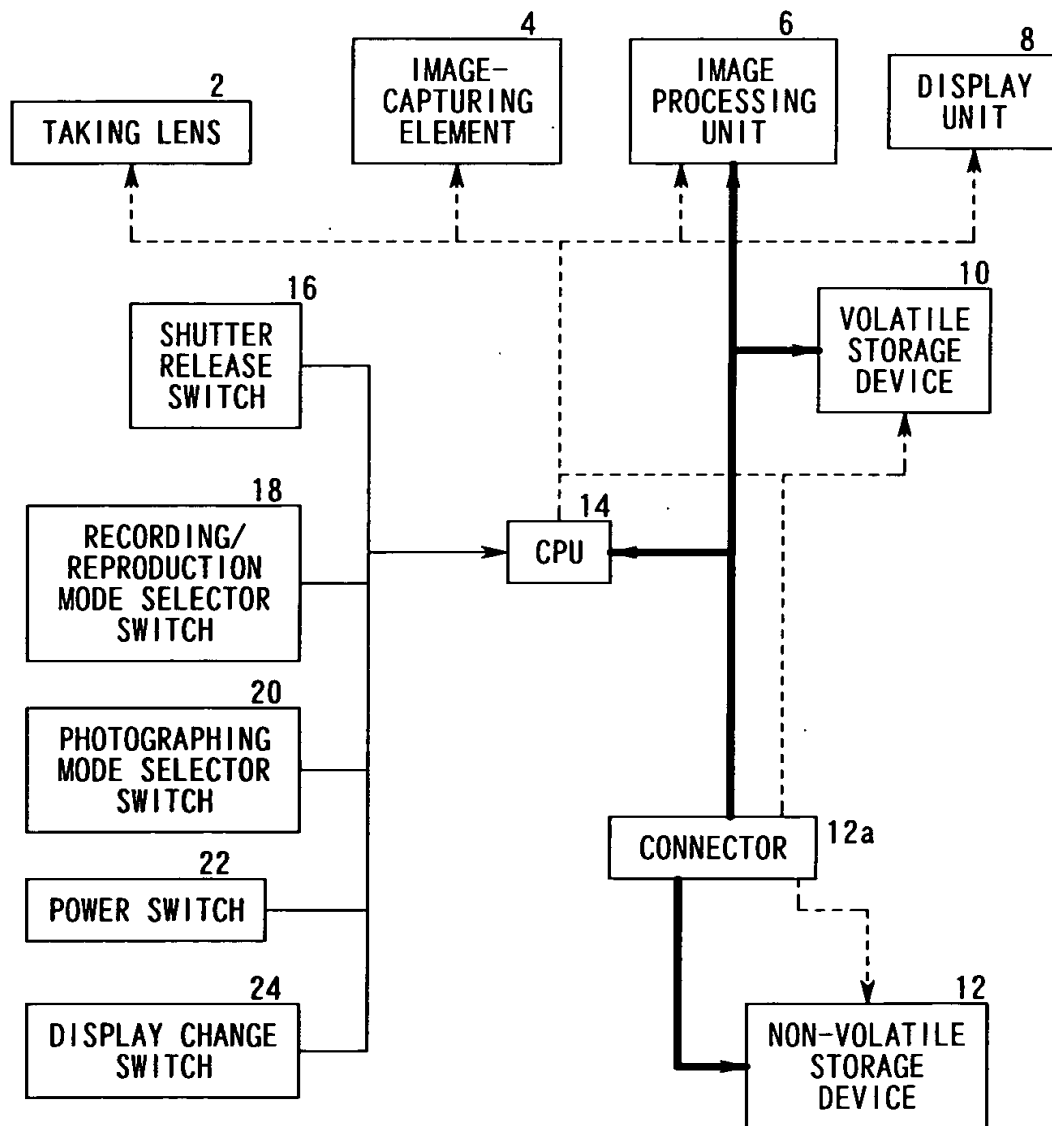 2
TAKING LENS
4
IMAGE-
CAPTURING
ELEMENT
6
IMAGE
PROCESSING
UNIT
8
DISPLAY
UNIT
10
VOLATILE
STORAGE
DEVICE
16
SHUTTER
RELEASE
SWITCH
14
CPU
18
RECORDING/
REPRODUCTION
MODE SELECTOR
SWITCH
20
PHOTOGRAPHING
MODE SELECTOR
SWITCH
12a
CONNECTOR
22
POWER SWITCH
24
DISPLAY CHANGE
SWITCH
12
NON-VOLATILE
STORAGE
DEVICE